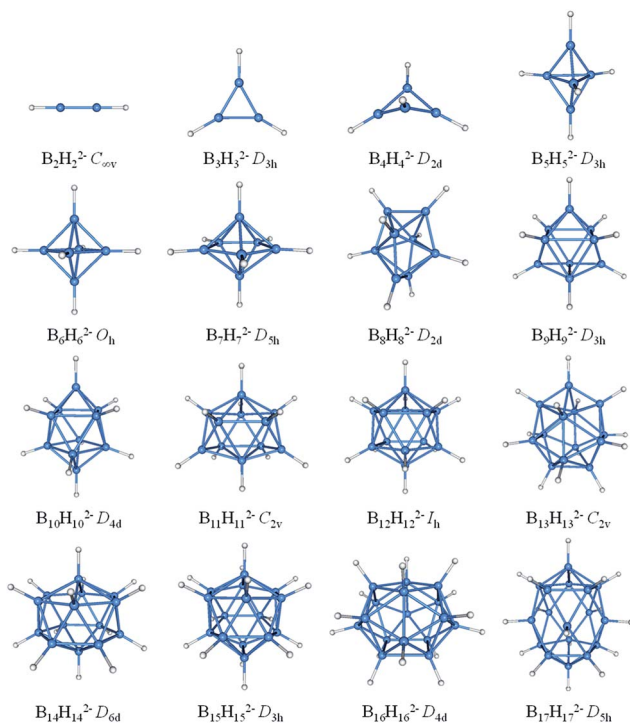 B₂H₂²⁻ C∞v B₃H₃²⁻ D₃h B₄H₄²⁻ D₂d B₅H₅²⁻ D₃h
B₆H₆²⁻ Oh B₇H₇²⁻ D₅h B₈H₈²⁻ D₂d B₉H₉²⁻ D₃h
B₁₀H₁₀²⁻ D₄d B₁₁H₁₁²⁻ C₂v B₁₂H₁₂²⁻ Ih B₁₃H₁₃²⁻ C₂v
B₁₄H₁₄²⁻ D₆d B₁₅H₁₅²⁻ D₃h B₁₆H₁₆²⁻ D₄d B₁₇H₁₇²⁻ D₅h